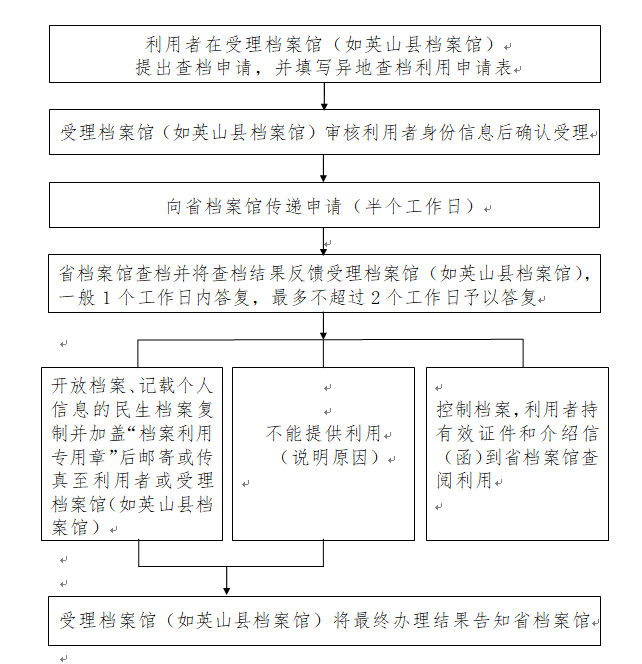 利用者在受理档案馆（如英山县档案馆）
提出查档申请，并填写异地查档利用申请表
受理档案馆（如英山县档案馆）审核利用者身份信息后确认受理
向省档案馆传递申请（半个工作日）
省档案馆查档并将查档结果反馈受理档案馆（如英山县档案馆），
一般1个工作日内答复，最多不超过2个工作日予以答复
开放档案、记载个人
信息的民生档案复
制并加盖“档案利用
专用章”后邮寄或传
真至利用者或受理
档案馆（如英山县档
案馆）
不能提供利用
（说明原因）
控制档案，利用者持
有效证件和介绍信
（函）到省档案馆查
阅利用
受理档案馆（如英山县档案馆）将最终办理结果告知省档案馆